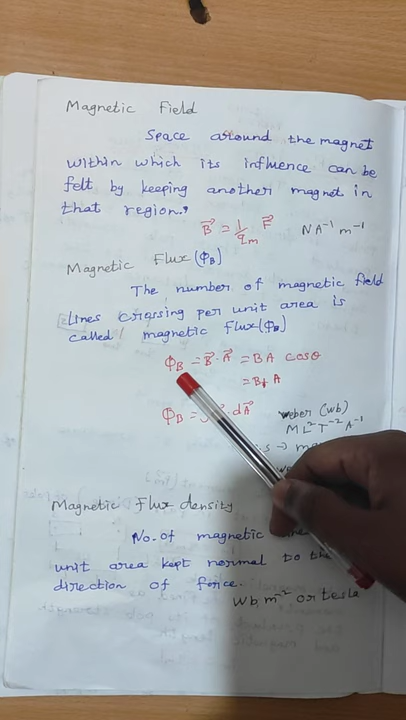 Magnetic Field
Space around the magnet
within which its influence can be
felt by keeping another magnet in
that region.
B⃗ = 1/qm F⃗ N A⁻¹ m⁻¹
Magnetic Flux (ΦB)
The number of magnetic field
Lines crossing per unit area is
called magnetic flux (ΦB)
ΦB = B⃗ · A⃗ = BA cosθ
= B⊥ A
ΦB = · dA⃗ weber (wb)
M L² T⁻² A⁻¹
Magnetic flux density
No. of magnetic
unit area kept normal to the
direction of force.
Wb m⁻² or tesla